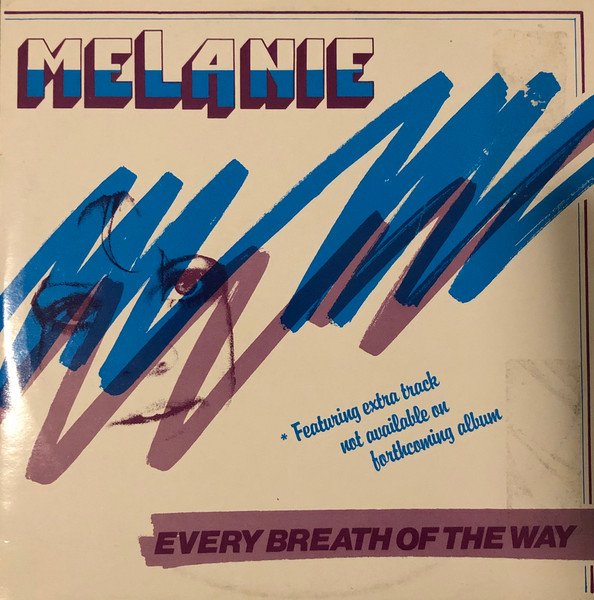 MELANIE
* Featuring extra track
not available on
forthcoming album
EVERY BREATH OF THE WAY